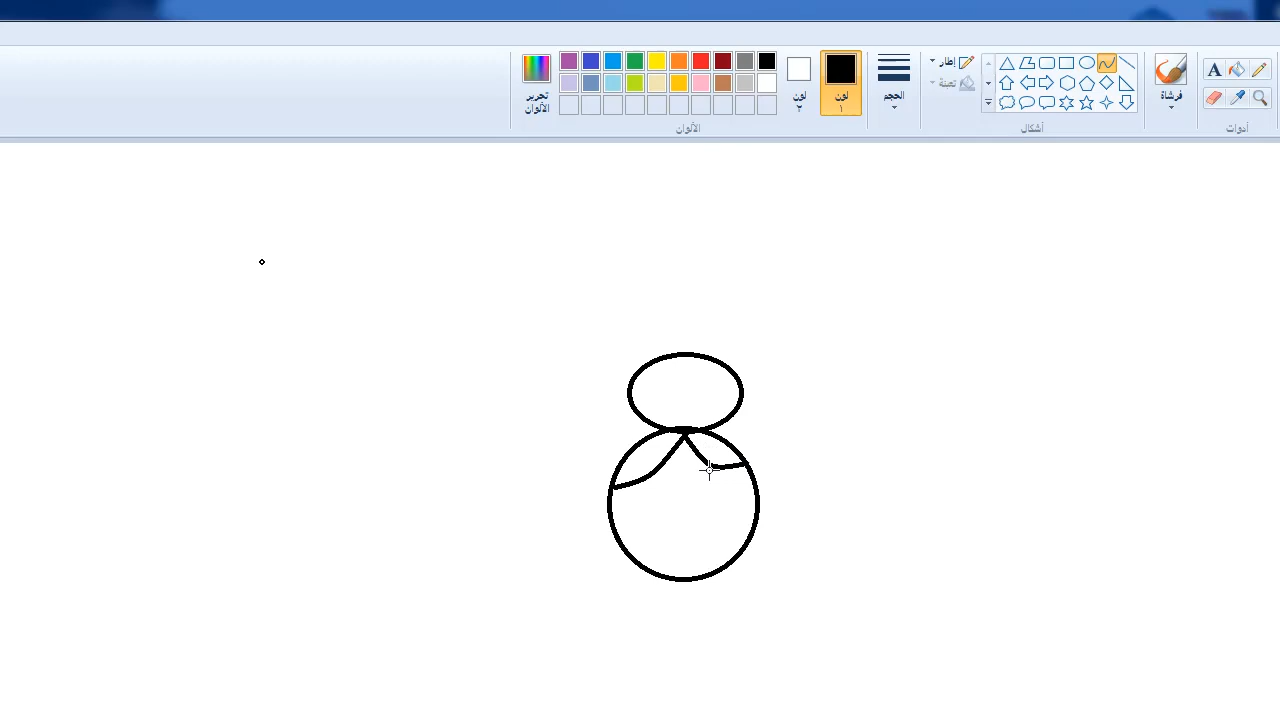 إطار
تعبئة
فرشاة
الحجم
لون
١
لون
٢
تحرير
الألوان
أدوات
أشكال
الألوان
A